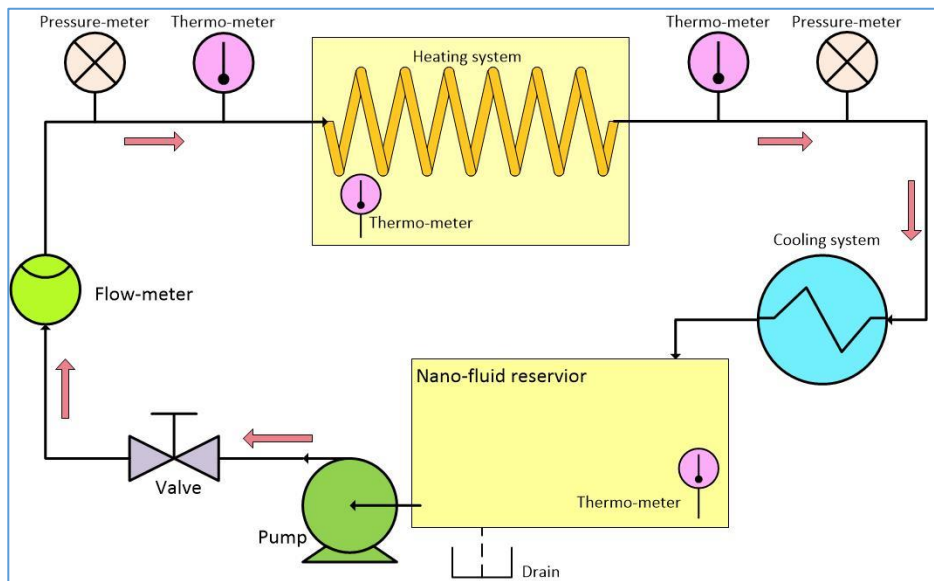 Pressure-meter
Thermo-meter
Thermo-meter
Pressure-meter
Heating system
Thermo-meter
Cooling system
Flow-meter
Nano-fluid reservior
Valve
Thermo-meter
Pump
Drain